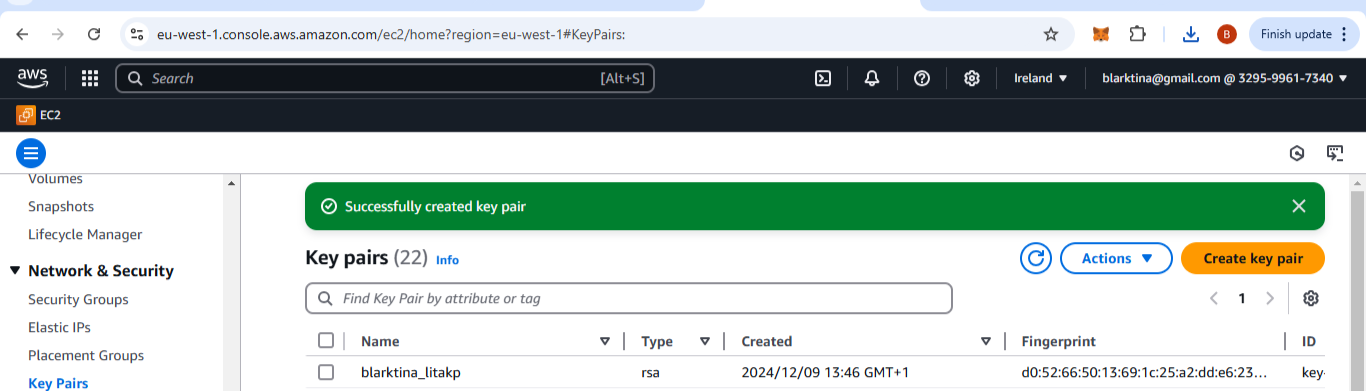 eu-west-1.console.aws.amazon.com/ec2/home?region=eu-west-1#KeyPairs:
B
Finish update
aws
Search
[Alt+S]
Ireland
blarktina@gmail.com @ 3295-9961-7340
EC2
Volumes
Snapshots
Lifecycle Manager
Network & Security
Security Groups
Elastic IPs
Placement Groups
Key Pairs
Successfully created key pair
Key pairs (22) Info
Actions
Create key pair
Find Key Pair by attribute or tag
1
Name Type Created Fingerprint ID
blarktina_litakp rsa 2024/12/09 13:46 GMT+1 d0:52:66:50:13:69:1c:25:a2:dd:e6:23... key-